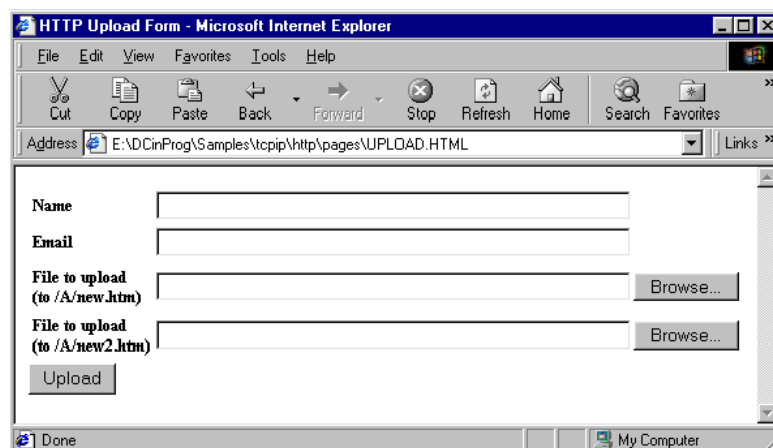 HTTP Upload Form - Microsoft Internet Explorer
File Edit View Favorites Tools Help
Cut Copy Paste Back Forward Stop Refresh Home Search Favorites »
Address E:\DCinProg\Samples\tcpip\http\pages\UPLOAD.HTML Links »
Name
Email
File to upload
(to /A/new.htm) Browse...
File to upload
(to /A/new2.htm) Browse...
Upload
Done My Computer